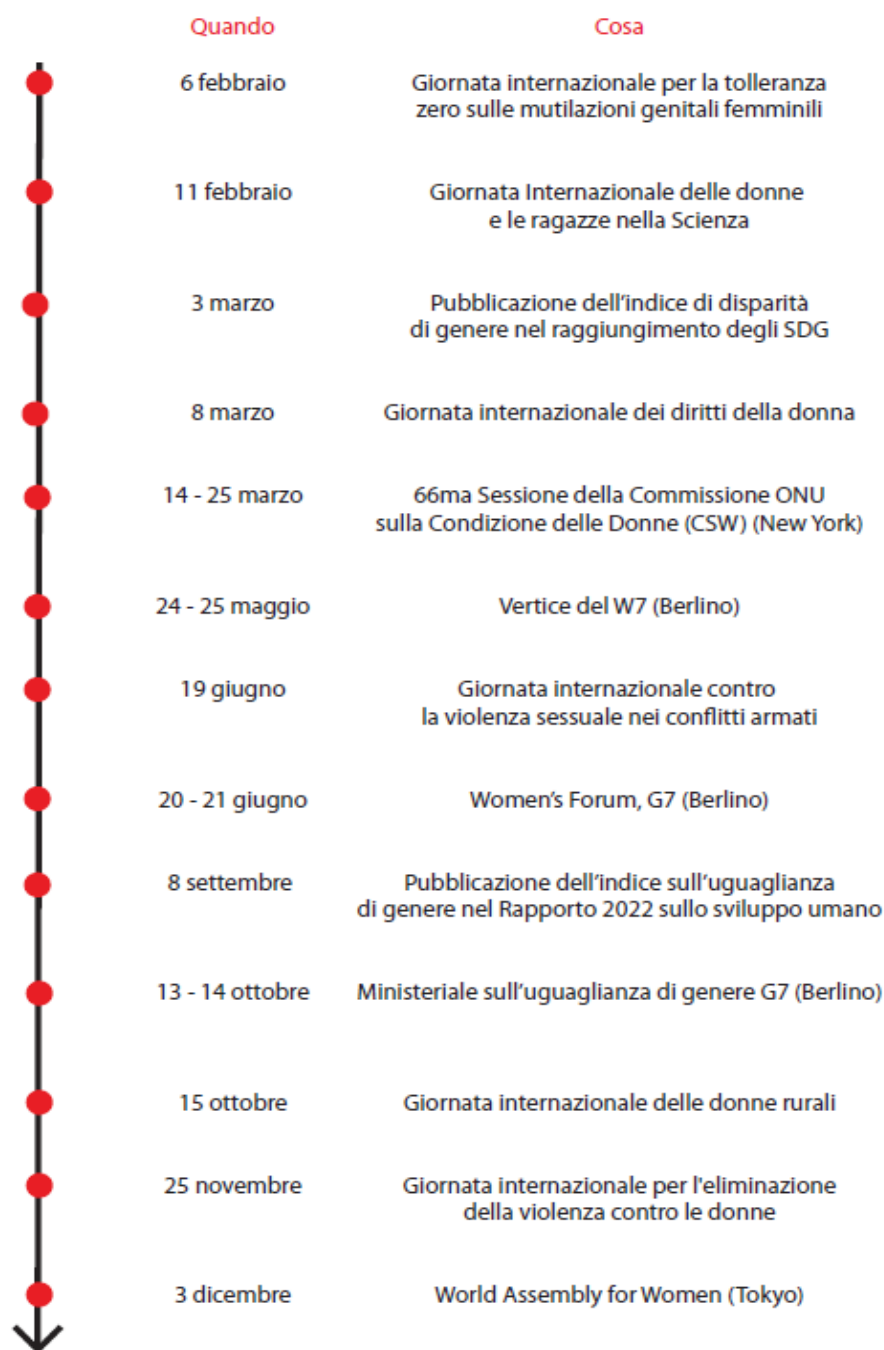 Quando Cosa
6 febbraio Giornata internazionale per la tolleranza
zero sulle mutilazioni genitali femminili
11 febbraio Giornata Internazionale delle donne
e le ragazze nella Scienza
3 marzo Pubblicazione dell'indice di disparità
di genere nel raggiungimento degli SDG
8 marzo Giornata internazionale dei diritti della donna
14 - 25 marzo 66ma Sessione della Commissione ONU
sulla Condizione delle Donne (CSW) (New York)
24 - 25 maggio Vertice del W7 (Berlino)
19 giugno Giornata internazionale contro
la violenza sessuale nei conflitti armati
20 - 21 giugno Women's Forum, G7 (Berlino)
8 settembre Pubblicazione dell'indice sull'uguaglianza
di genere nel Rapporto 2022 sullo sviluppo umano
13 - 14 ottobre Ministeriale sull'uguaglianza di genere G7 (Berlino)
15 ottobre Giornata internazionale delle donne rurali
25 novembre Giornata internazionale per l'eliminazione
della violenza contro le donne
3 dicembre World Assembly for Women (Tokyo)